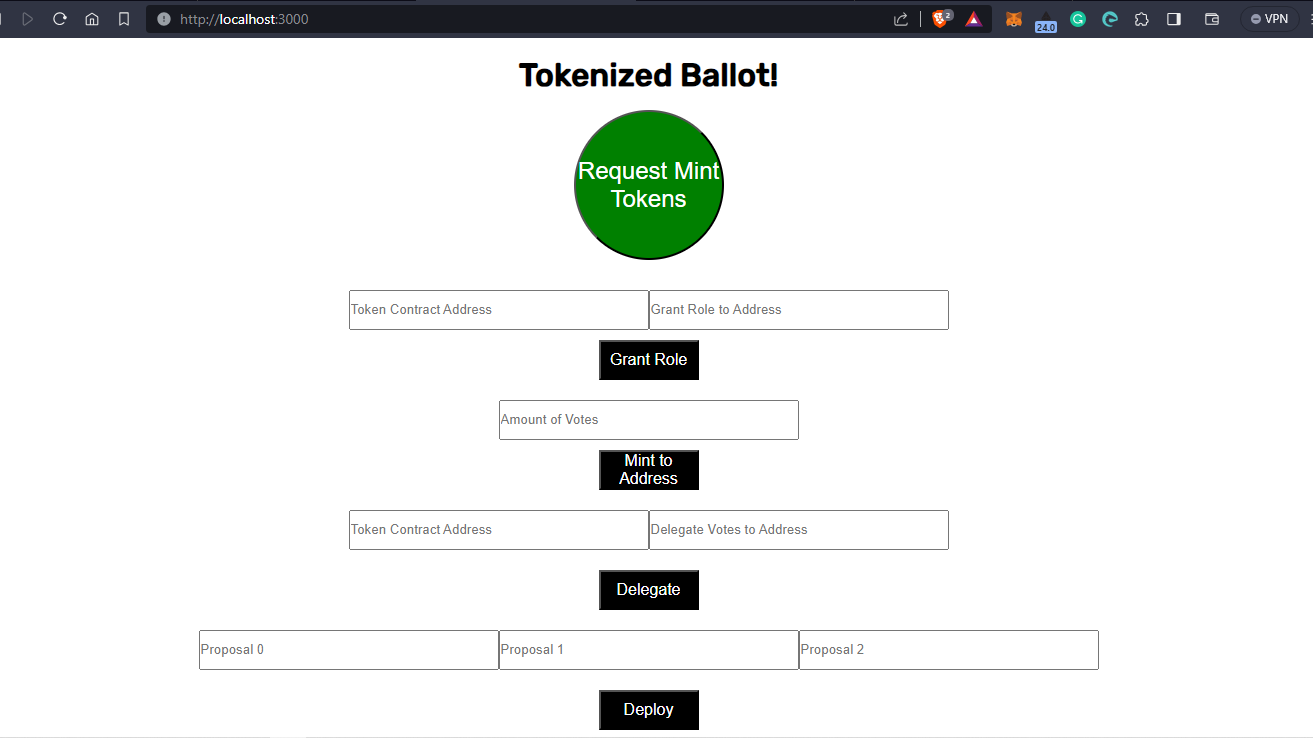 http://localhost:3000
2
24.0
VPN
Tokenized Ballot!
Request Mint
Tokens
Token Contract Address Grant Role to Address
Grant Role
Amount of Votes
Mint to
Address
Token Contract Address Delegate Votes to Address
Delegate
Proposal 0 Proposal 1 Proposal 2
Deploy